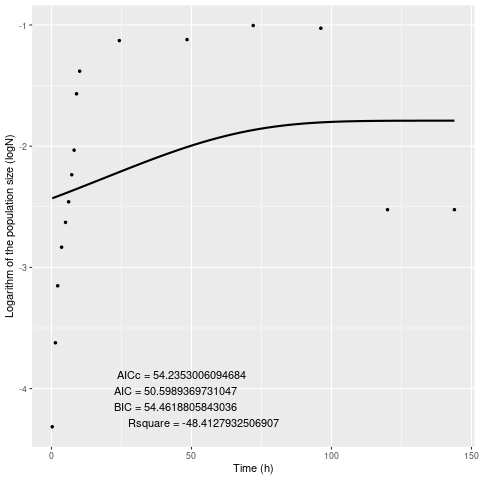 -1
-2
-3
-4
Logarithm of the population size (logN)
AICc = 54.2353006094684
AIC = 50.5989369731047
BIC = 54.4618805843036
Rsquare = -48.4127932506907
0 50 100 150
Time (h)